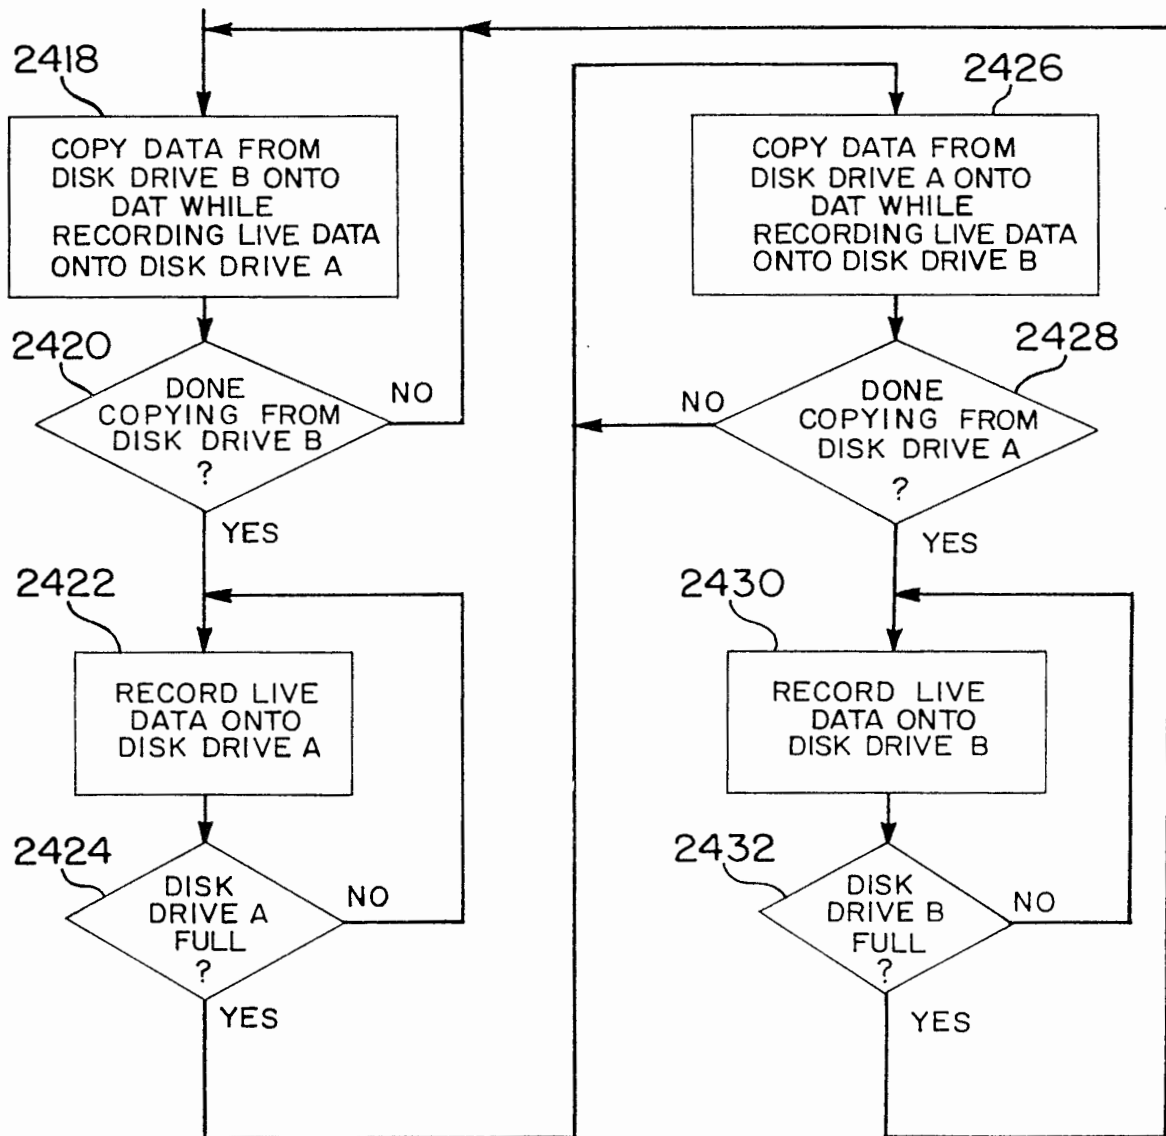 2418
COPY DATA FROM
DISK DRIVE B ONTO
DAT WHILE
RECORDING LIVE DATA
ONTO DISK DRIVE A
2420
DONE
COPYING FROM
DISK DRIVE B
?
NO
YES
2422
RECORD LIVE
DATA ONTO
DISK DRIVE A
2424
DISK
DRIVE A
FULL
?
NO
YES
2426
COPY DATA FROM
DISK DRIVE A ONTO
DAT WHILE
RECORDING LIVE DATA
ONTO DISK DRIVE B
2428
DONE
COPYING FROM
DISK DRIVE A
?
NO
YES
2430
RECORD LIVE
DATA ONTO
DISK DRIVE B
2432
DISK
DRIVE B
FULL
?
NO
YES